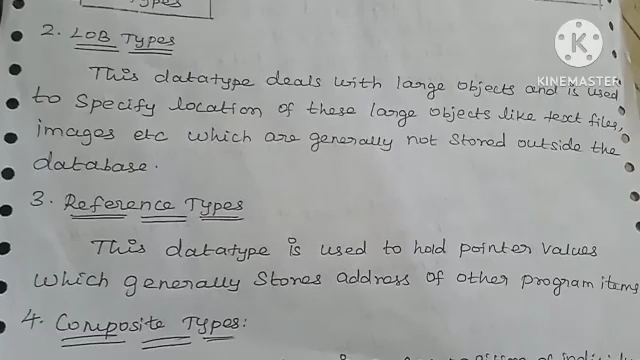 Types
2. LOB Types
KINEMASTER
This datatype deals with large objects and is used
to specify location of these large objects like text files,
images etc which are generally not stored outside the
database.
3. Reference Types
This datatype is used to hold pointer values
which generally stores address of other program items
4. Composite Types: